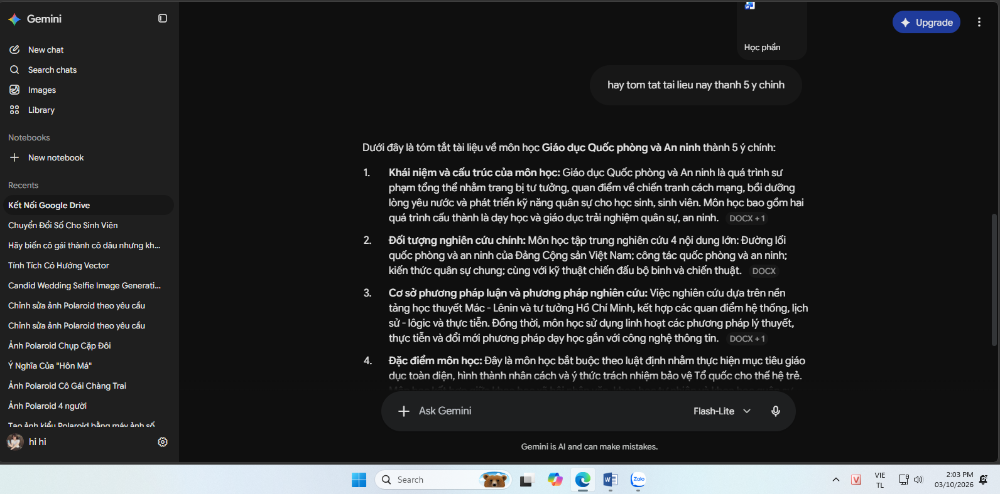 Gemini
New chat
Search chats
Images
Library
Notebooks
New notebook
Recents
Kết Nối Google Drive
Chuyển Đổi Số Cho Sinh Viên
Hãy biến cô gái thành cô dâu nhưng kh...
Tính Tích Có Hướng Vector
Candid Wedding Selfie Image Generati...
Chỉnh sửa ảnh Polaroid theo yêu cầu
Chỉnh sửa ảnh Polaroid theo yêu cầu
Ảnh Polaroid Chụp Cặp Đôi
Ý Nghĩa Của "Hôn Má"
Ảnh Polaroid Cô Gái Chàng Trai
Ảnh Polaroid 4 người
Tạo ảnh kiểu Polaroid bằng máy ảnh số
hi hi
Upgrade
Học phần
hay tom tat tai lieu nay thanh 5 y chinh
Dưới đây là tóm tắt tài liệu về môn học Giáo dục Quốc phòng và An ninh thành 5 ý chính:
1. Khái niệm và cấu trúc của môn học: Giáo dục Quốc phòng và An ninh là quá trình sư
phạm tổng thể nhằm trang bị tư tưởng, quan điểm về chiến tranh cách mạng, bồi dưỡng
lòng yêu nước và phát triển kỹ năng quân sự cho học sinh, sinh viên. Môn học bao gồm hai
quá trình cấu thành là dạy học và giáo dục trải nghiệm quân sự, an ninh. DOCX + 1
2. Đối tượng nghiên cứu chính: Môn học tập trung nghiên cứu 4 nội dung lớn: Đường lối
quốc phòng và an ninh của Đảng Cộng sản Việt Nam; công tác quốc phòng và an ninh;
kiến thức quân sự chung; cùng với kỹ thuật chiến đấu bộ binh và chiến thuật. DOCX
3. Cơ sở phương pháp luận và phương pháp nghiên cứu: Việc nghiên cứu dựa trên nền
tảng học thuyết Mác - Lênin và tư tưởng Hồ Chí Minh, kết hợp các quan điểm hệ thống, lịch
sử - lôgic và thực tiễn. Đồng thời, môn học sử dụng linh hoạt các phương pháp lý thuyết,
thực tiễn và đổi mới phương pháp dạy học gắn với công nghệ thông tin. DOCX + 1
4. Đặc điểm môn học: Đây là môn học bắt buộc theo luật định nhằm thực hiện mục tiêu giáo
dục toàn diện, hình thành nhân cách và ý thức trách nhiệm bảo vệ Tổ quốc cho thế hệ trẻ.
Ask Gemini
Flash-Lite
Gemini is AI and can make mistakes.
Search
Zalo
VIE
TL
2:03 PM
03/10/2026